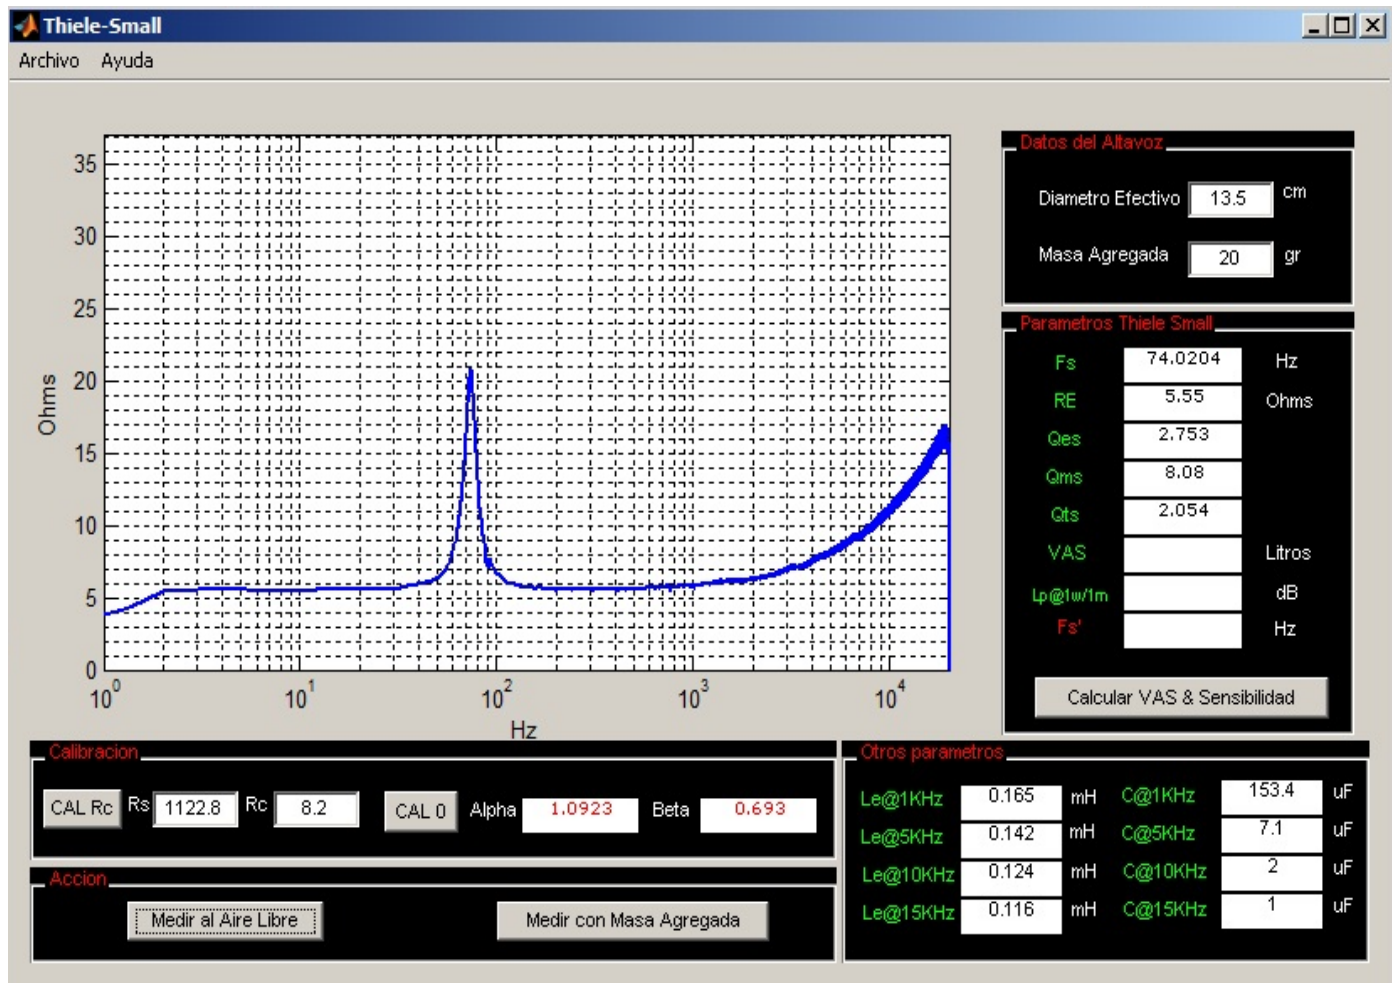 Thiele-Small
Archivo Ayuda
35
30
25
20
15
10
5
0
Ohms
10^0 10^1 10^2 10^3 10^4
Hz
Datos del Altavoz
Diametro Efectivo 13.5 cm
Masa Agregada 20 gr
Parametros Thiele Small
Fs 74.0204 Hz
RE 5.55 Ohms
Qes 2.753
Qms 8.08
Qts 2.054
VAS Litros
Lp@1w/1m dB
Fs' Hz
Calcular VAS & Sensibilidad
Calibracion
CAL Rc Rs 1122.8 Rc 8.2 CAL 0 Alpha 1.0923 Beta 0.693
Accion
Medir al Aire Libre Medir con Masa Agregada
Otros parametros
Le@1KHz 0.165 mH C@1KHz 153.4 uF
Le@5KHz 0.142 mH C@5KHz 7.1 uF
Le@10KHz 0.124 mH C@10KHz 2 uF
Le@15KHz 0.116 mH C@15KHz 1 uF